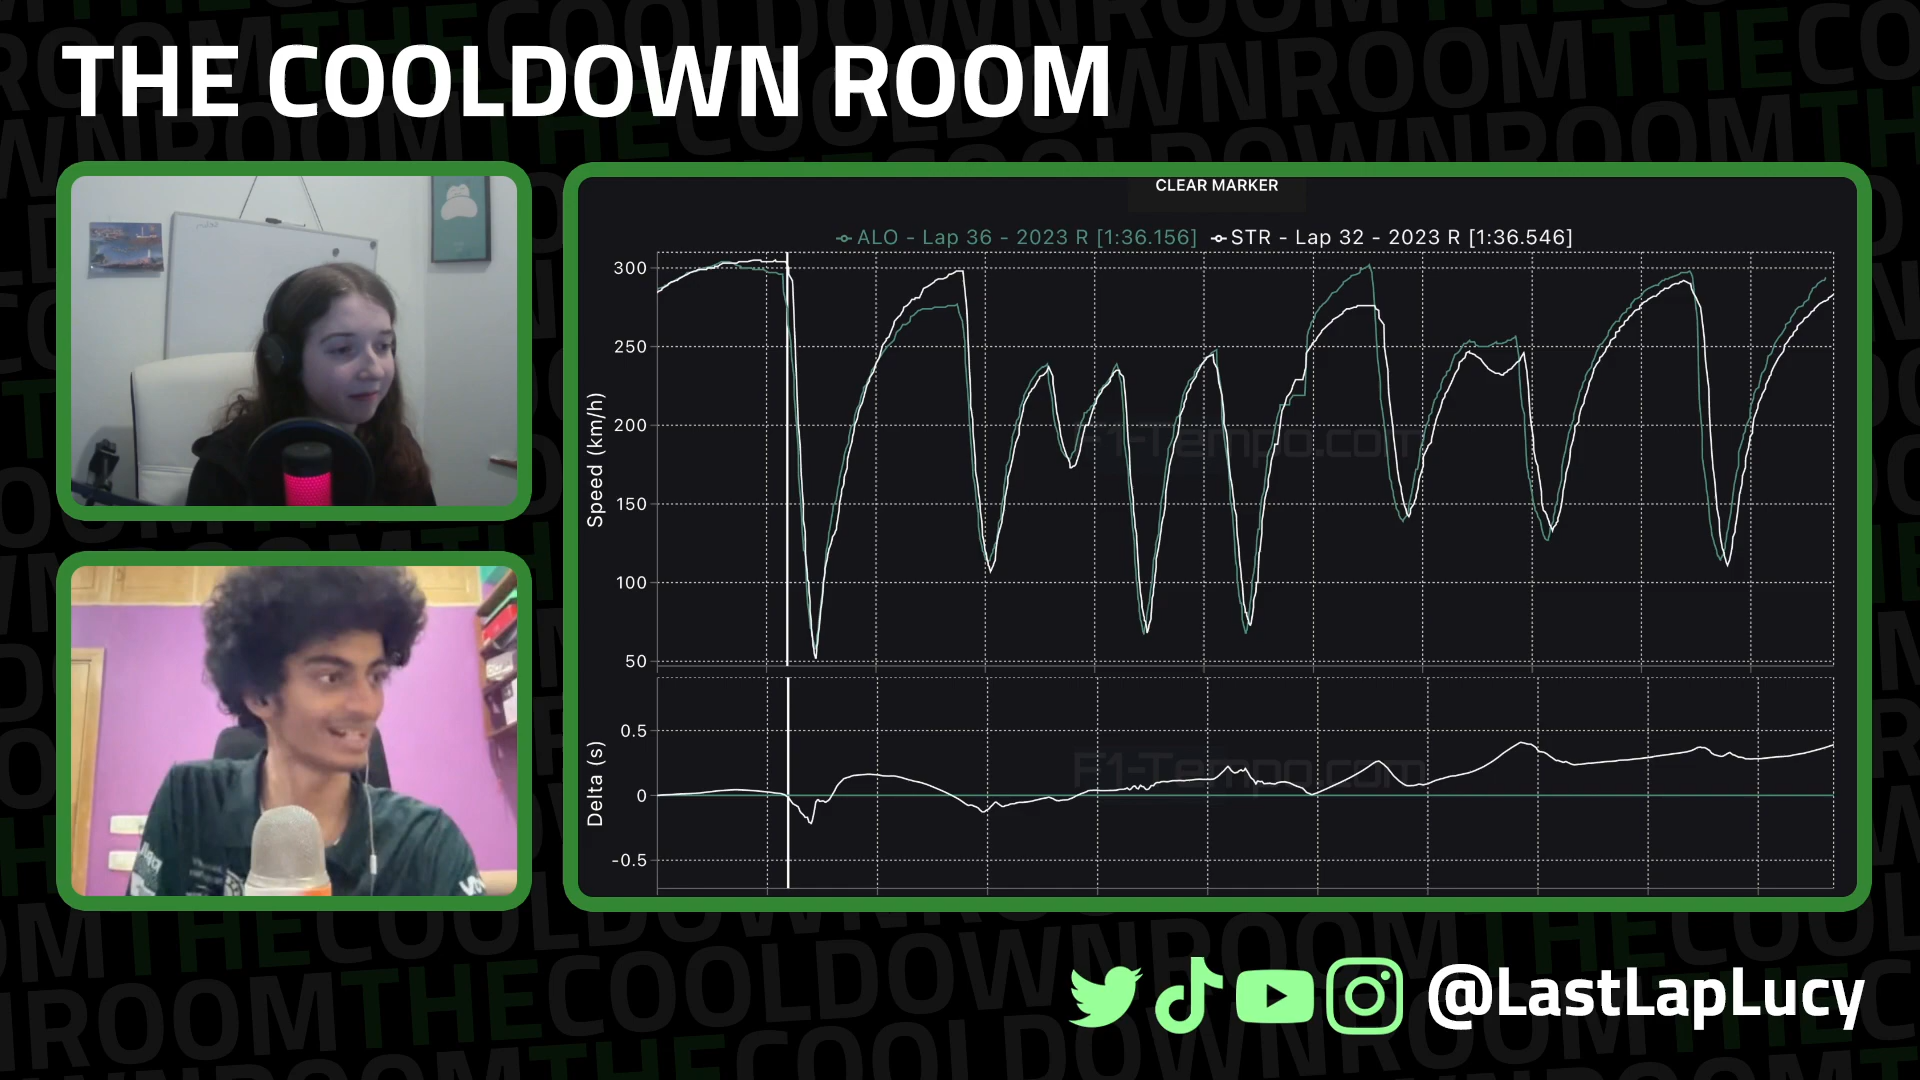 THE COOLDOWN ROOM
CLEAR MARKER
ALO - Lap 36 - 2023 R [1:36.156] STR - Lap 32 - 2023 R [1:36.546]
300
250
200
150
100
50
Speed (km/h)
F1-Tempo.com
0.5
0
-0.5
Delta (s)
F1-Tempo.com
@LastLapLucy